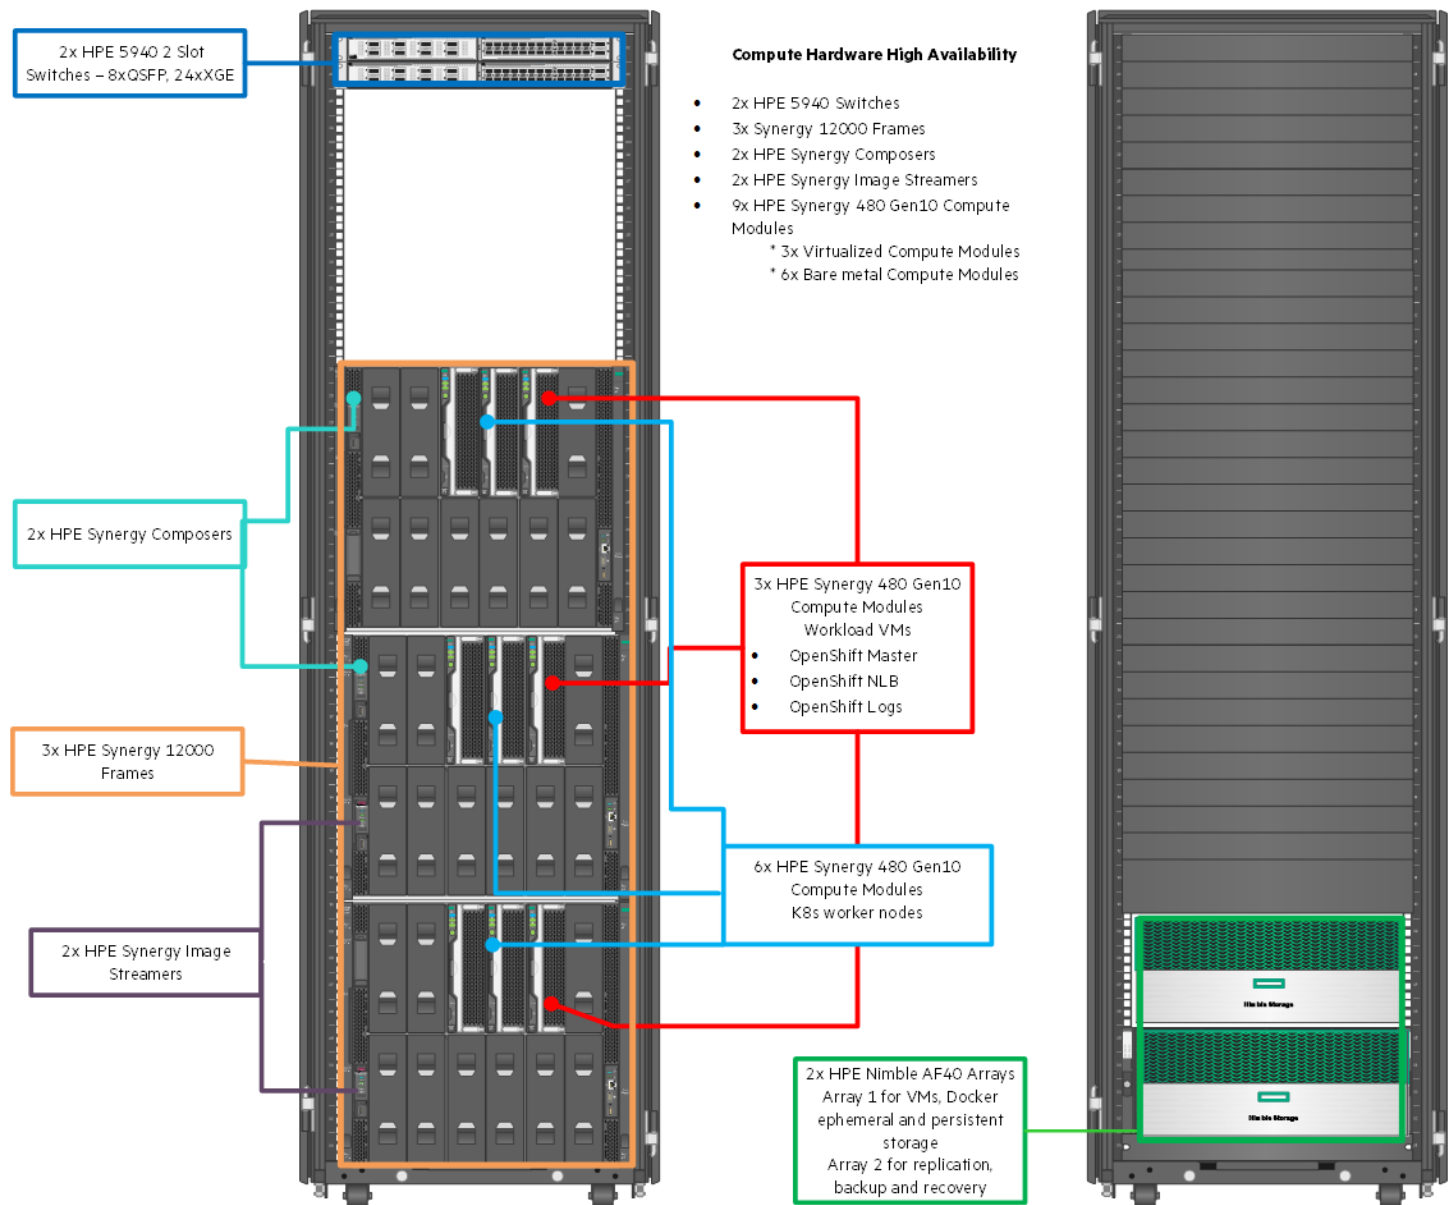 2x HPE 5940 2 Slot
Switches – 8xQSFP, 24xXGE
Compute Hardware High Availability
• 2x HPE 5940 Switches
• 3x Synergy 12000 Frames
• 2x HPE Synergy Composers
• 2x HPE Synergy Image Streamers
• 9x HPE Synergy 480 Gen10 Compute
Modules
* 3x Virtualized Compute Modules
* 6x Bare metal Compute Modules
2x HPE Synergy Composers
3x HPE Synergy 480 Gen10
Compute Modules
Workload VMs
• OpenShift Master
• OpenShift NLB
• OpenShift Logs
3x HPE Synergy 12000
Frames
6x HPE Synergy 480 Gen10
Compute Modules
K8s worker nodes
2x HPE Synergy Image
Streamers
Nimble Storage
Nimble Storage
2x HPE Nimble AF40 Arrays
Array 1 for VMs, Docker
ephemeral and persistent
storage
Array 2 for replication,
backup and recovery